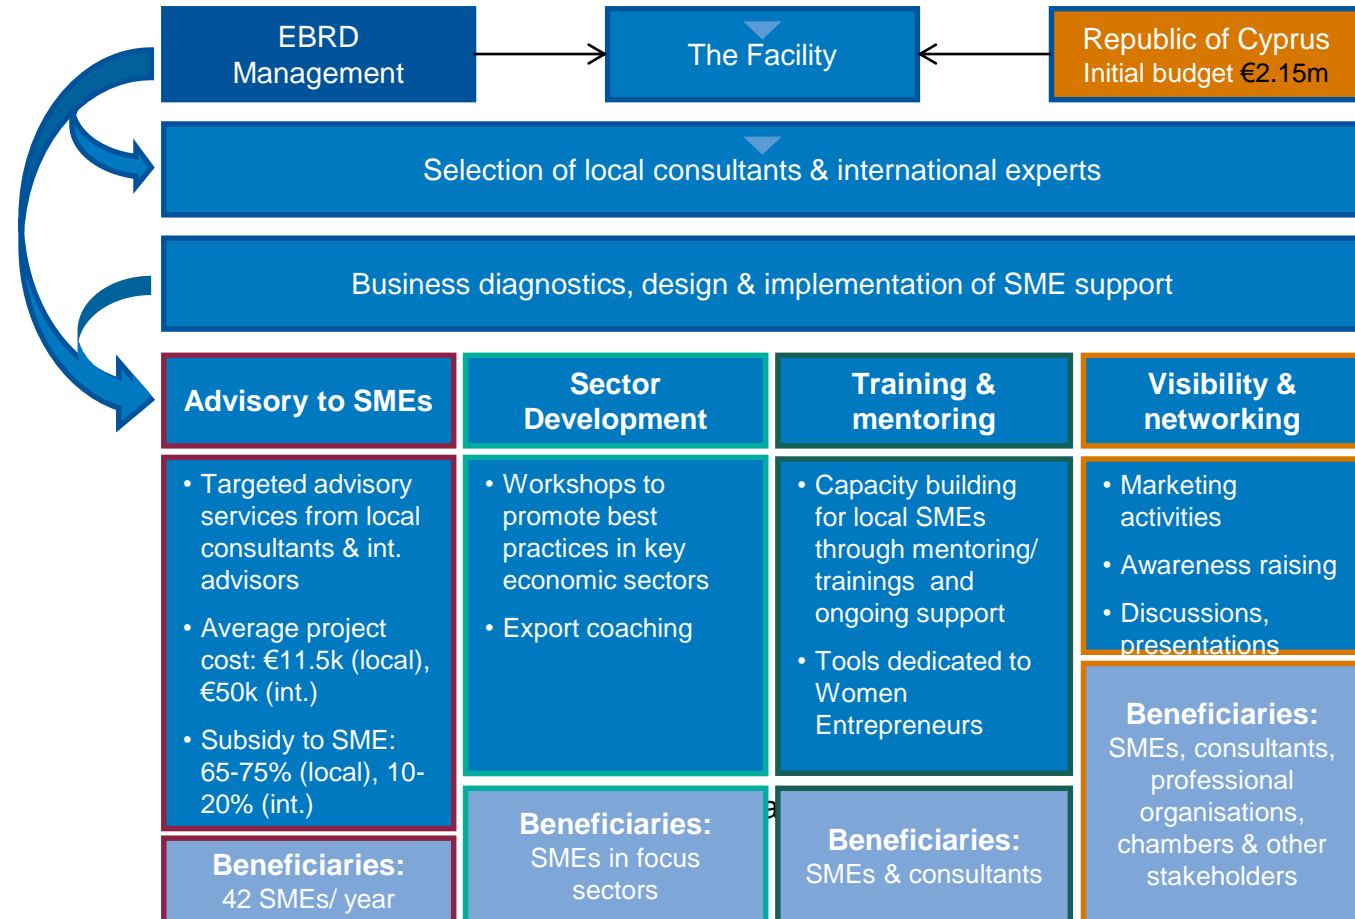 EBRD
Management
The Facility
Republic of Cyprus
Initial budget €2.15m
Selection of local consultants & international experts
Business diagnostics, design & implementation of SME support
Advisory to SMEs
• Targeted advisory
services from local
consultants & int.
advisors
• Average project
cost: €11.5k (local),
€50k (int.)
• Subsidy to SME:
65-75% (local), 10-
20% (int.)
Beneficiaries:
42 SMEs/ year
Sector
Development
• Workshops to
promote best
practices in key
economic sectors
• Export coaching
Beneficiaries:
SMEs in focus
sectors
Training &
mentoring
• Capacity building
for local SMEs
through mentoring/
trainings and
ongoing support
• Tools dedicated to
Women
Entrepreneurs
Beneficiaries:
SMEs & consultants
Visibility &
networking
• Marketing
activities
• Awareness raising
• Discussions,
presentations
Beneficiaries:
SMEs, consultants,
professional
organisations,
chambers & other
stakeholders